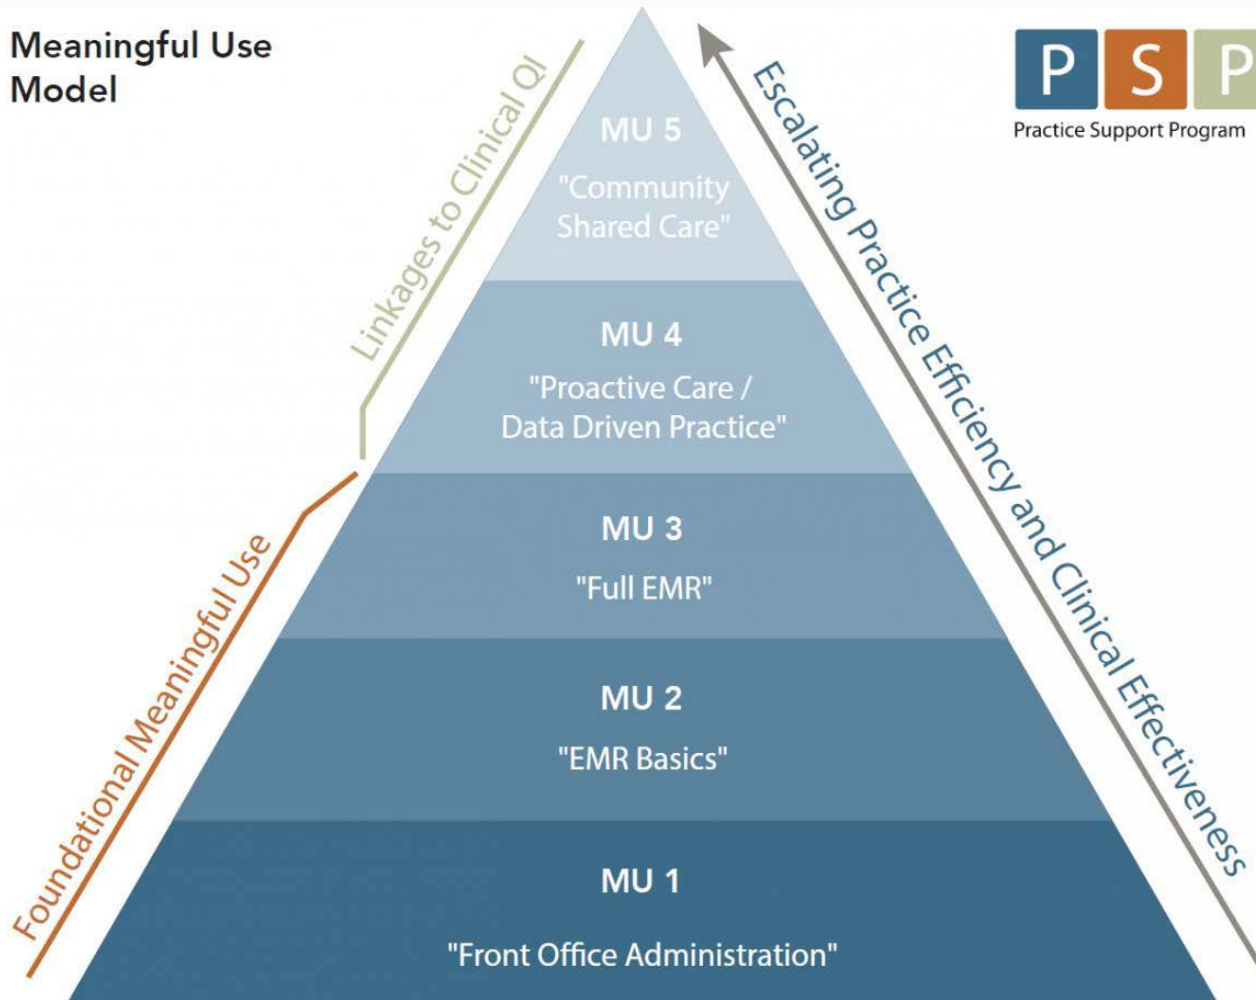 Meaningful Use
Model
P S P
Practice Support Program
Linkages to Clinical QI
Escalating Practice Efficiency and Clinical Effectiveness
Foundational Meaningful Use
MU 5
"Community
Shared Care"
MU 4
"Proactive Care /
Data Driven Practice"
MU 3
"Full EMR"
MU 2
"EMR Basics"
MU 1
"Front Office Administration"